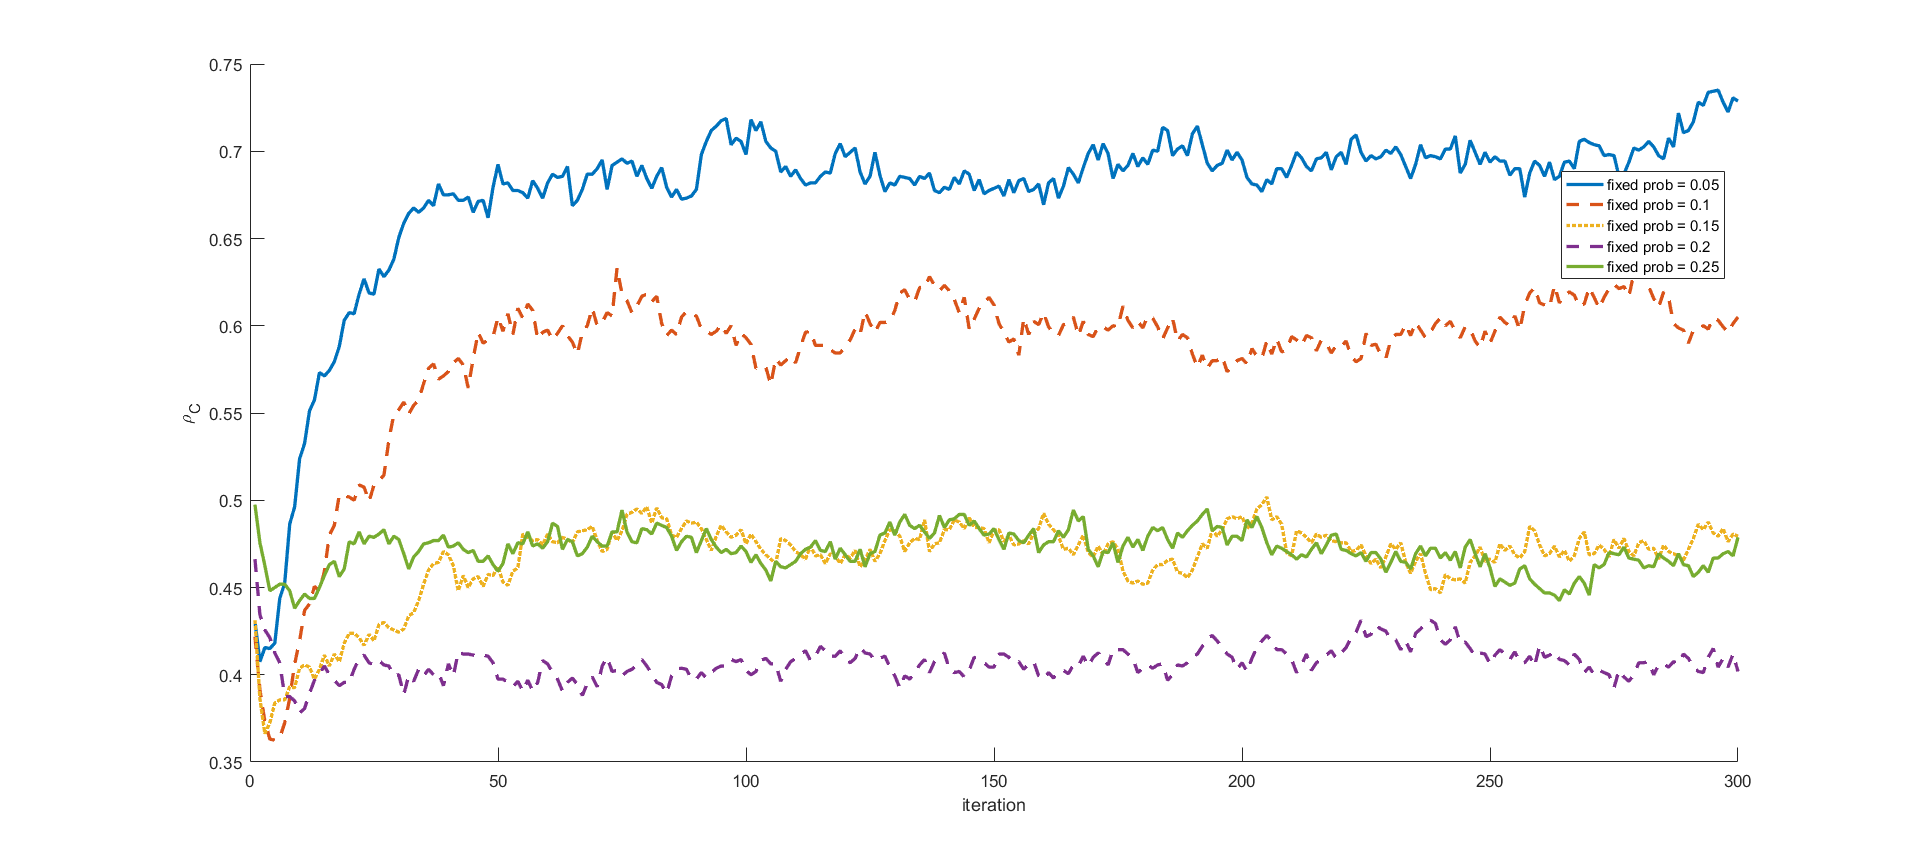 0.75
0.7
0.65
0.6
0.55
0.5
0.45
0.4
0.35
ρC
fixed prob = 0.05
fixed prob = 0.1
fixed prob = 0.15
fixed prob = 0.2
fixed prob = 0.25
0 50 100 150 200 250 300
iteration